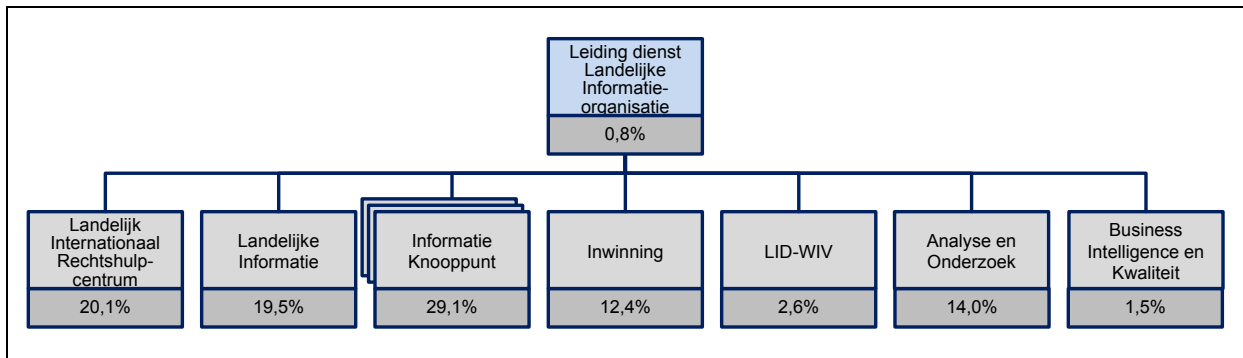 Leiding dienst
Landelijke
Informatie-
organisatie
0,8%
Landelijk
Internationaal
Rechtshulp-
centrum
20,1%
Landelijke
Informatie
19,5%
Informatie
Knooppunt
29,1%
Inwinning
12,4%
LID-WIV
2,6%
Analyse en
Onderzoek
14,0%
Business
Intelligence en
Kwaliteit
1,5%